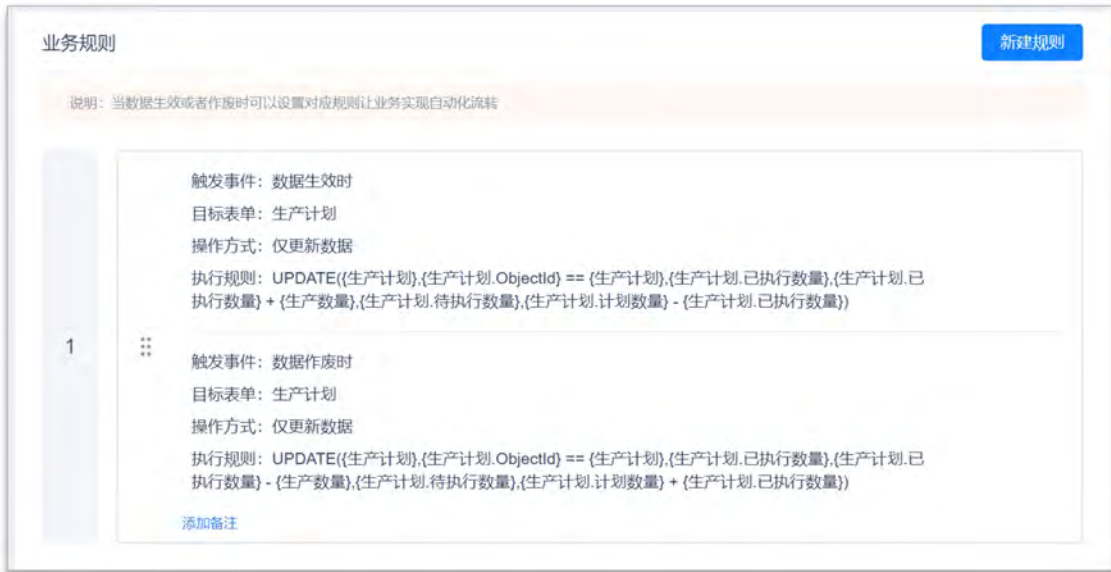 业务规则
新建规则
说明：当数据生效或者作废时可以设置对应规则让业务实现自动化流转
触发事件：数据生效时
目标表单：生产计划
操作方式：仅更新数据
执行规则：UPDATE({生产计划},{生产计划.ObjectId} == {生产计划},{生产计划.已执行数量},{生产计划.已
执行数量} + {生产数量},{生产计划.待执行数量},{生产计划.计划数量} - {生产计划.已执行数量})
1
触发事件：数据作废时
目标表单：生产计划
操作方式：仅更新数据
执行规则：UPDATE({生产计划},{生产计划.ObjectId} == {生产计划},{生产计划.已执行数量},{生产计划.已
执行数量} - {生产数量},{生产计划.待执行数量},{生产计划.计划数量} + {生产计划.已执行数量})
添加备注